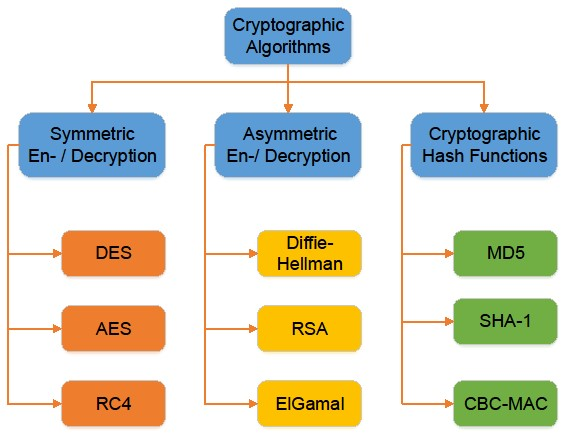 Cryptographic
Algorithms
Symmetric
En- / Decryption
Asymmetric
En-/ Decryption
Cryptographic
Hash Functions
DES
Diffie-
Hellman
MD5
AES
RSA
SHA-1
RC4
ElGamal
CBC-MAC